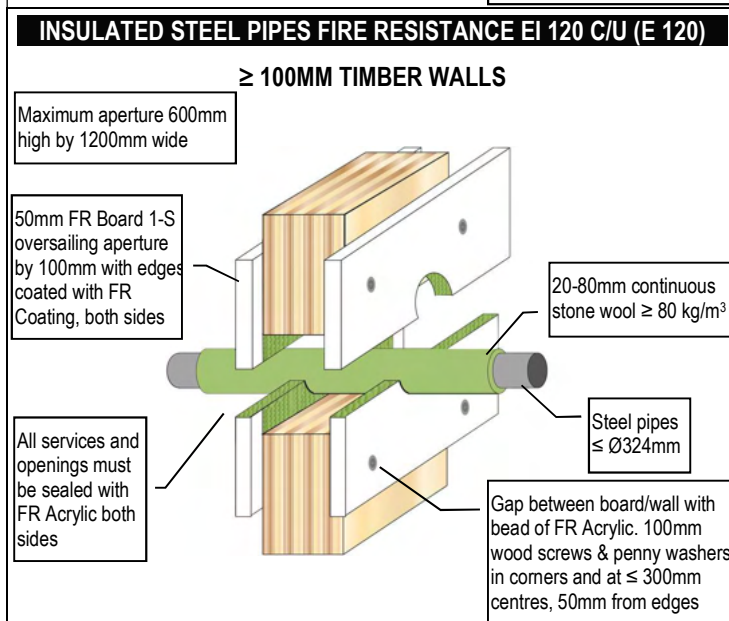 INSULATED STEEL PIPES FIRE RESISTANCE EI 120 C/U (E 120)
≥ 100MM TIMBER WALLS
Maximum aperture 600mm
high by 1200mm wide
50mm FR Board 1-S
oversailing aperture
by 100mm with edges
coated with FR
Coating, both sides
20-80mm continuous
stone wool ≥ 80 kg/m³
Steel pipes
≤ Ø324mm
All services and
openings must
be sealed with
FR Acrylic both
sides
Gap between board/wall with
bead of FR Acrylic. 100mm
wood screws & penny washers
in corners and at ≤ 300mm
centres, 50mm from edges